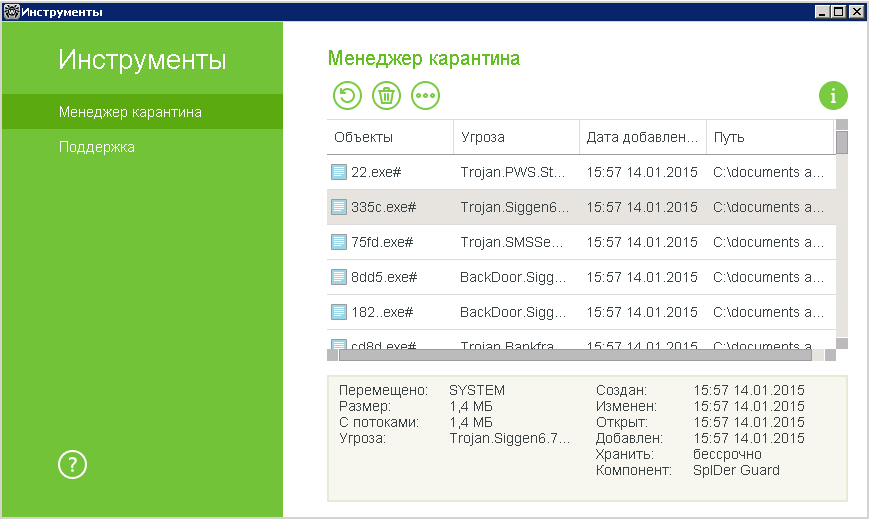 Инструменты
Инструменты
Менеджер карантина
Поддержка
?
Менеджер карантина
i
Объекты Угроза Дата добавлен... Путь
22.exe# Trojan.PWS.St... 15:57 14.01.2015 C:\documents a...
335c.exe# Trojan.Siggen6... 15:57 14.01.2015 C:\documents a...
75fd.exe# Trojan.SMSSe... 15:57 14.01.2015 C:\documents a...
8dd5.exe# BackDoor.Sigg... 15:57 14.01.2015 C:\documents a...
182..exe# BackDoor.Sigg... 15:57 14.01.2015 C:\documents a...
cd8d.exe# Trojan.Bankfra... 15:57 14.01.2015 C:\documents a...
Перемещено: SYSTEM Создан: 15:57 14.01.2015
Размер: 1,4 МБ Изменен: 15:57 14.01.2015
С потоками: 1,4 МБ Открыт: 15:57 14.01.2015
Угроза: Trojan.Siggen6.7... Добавлен: 15:57 14.01.2015
Хранить: бессрочно
Компонент: SpIDer Guard